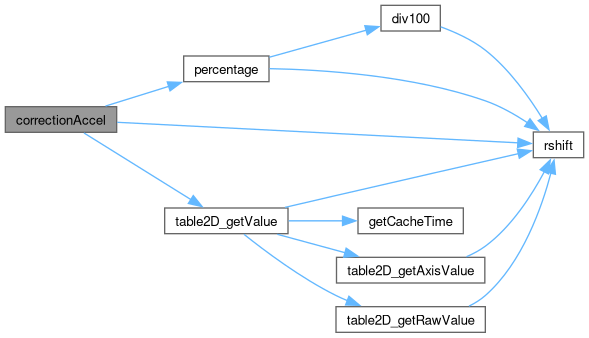 div100
percentage
correctionAccel
rshift
table2D_getValue
getCacheTime
table2D_getAxisValue
table2D_getRawValue